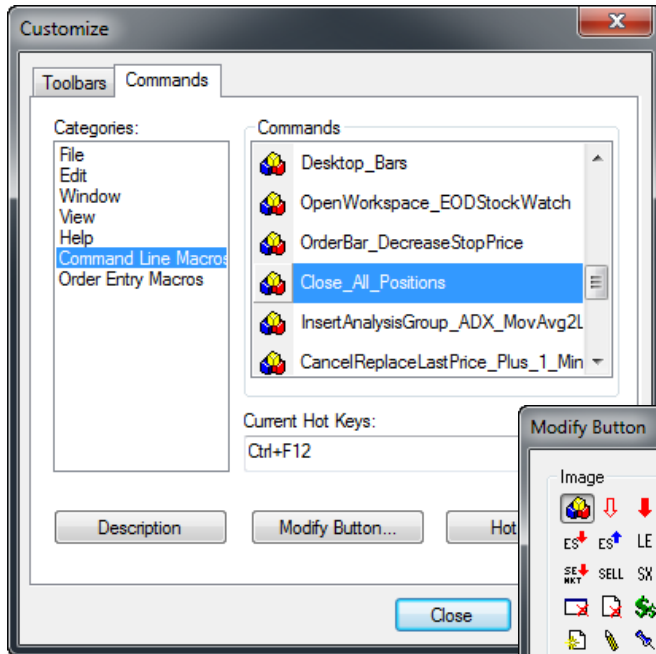 Customize
Toolbars
Commands
Categories:
File
Edit
Window
View
Help
Command Line Macros
Order Entry Macros
Commands
Desktop_Bars
OpenWorkspace_EODStockWatch
OrderBar_DecreaseStopPrice
Close_All_Positions
InsertAnalysisGroup_ADX_MovAvg2L
CancelReplaceLastPrice_Plus_1_Min
Current Hot Keys:
Ctrl+F12
Description
Modify Button...
Hot
Close
Modify Button
Image
ES ES LE
SE MKT SELL SX
$$